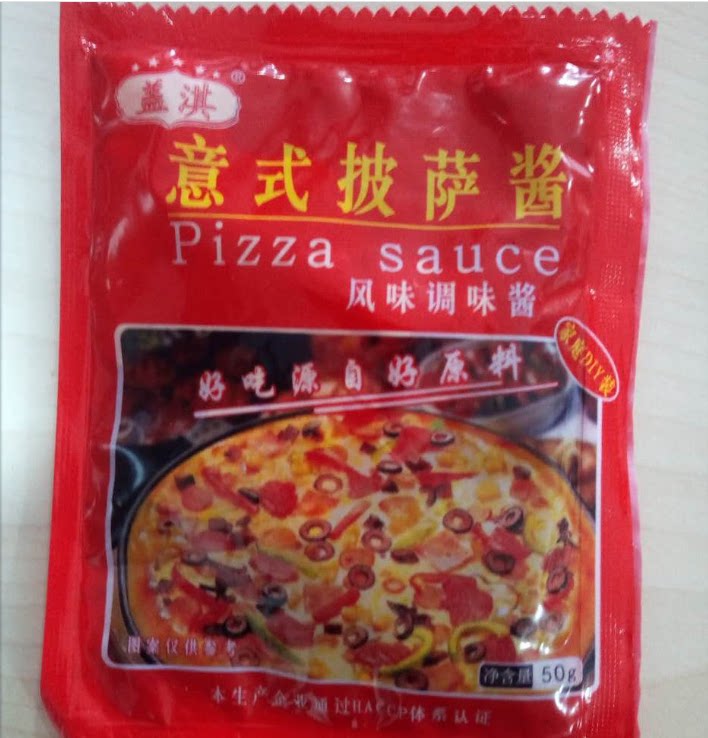 盖淇®
意式披萨酱
Pizza sauce
风味调味酱
家庭DIY装
好吃源自好原料
图案仅供参考
净含量 50g
本生产企业通过HACCP体系认证